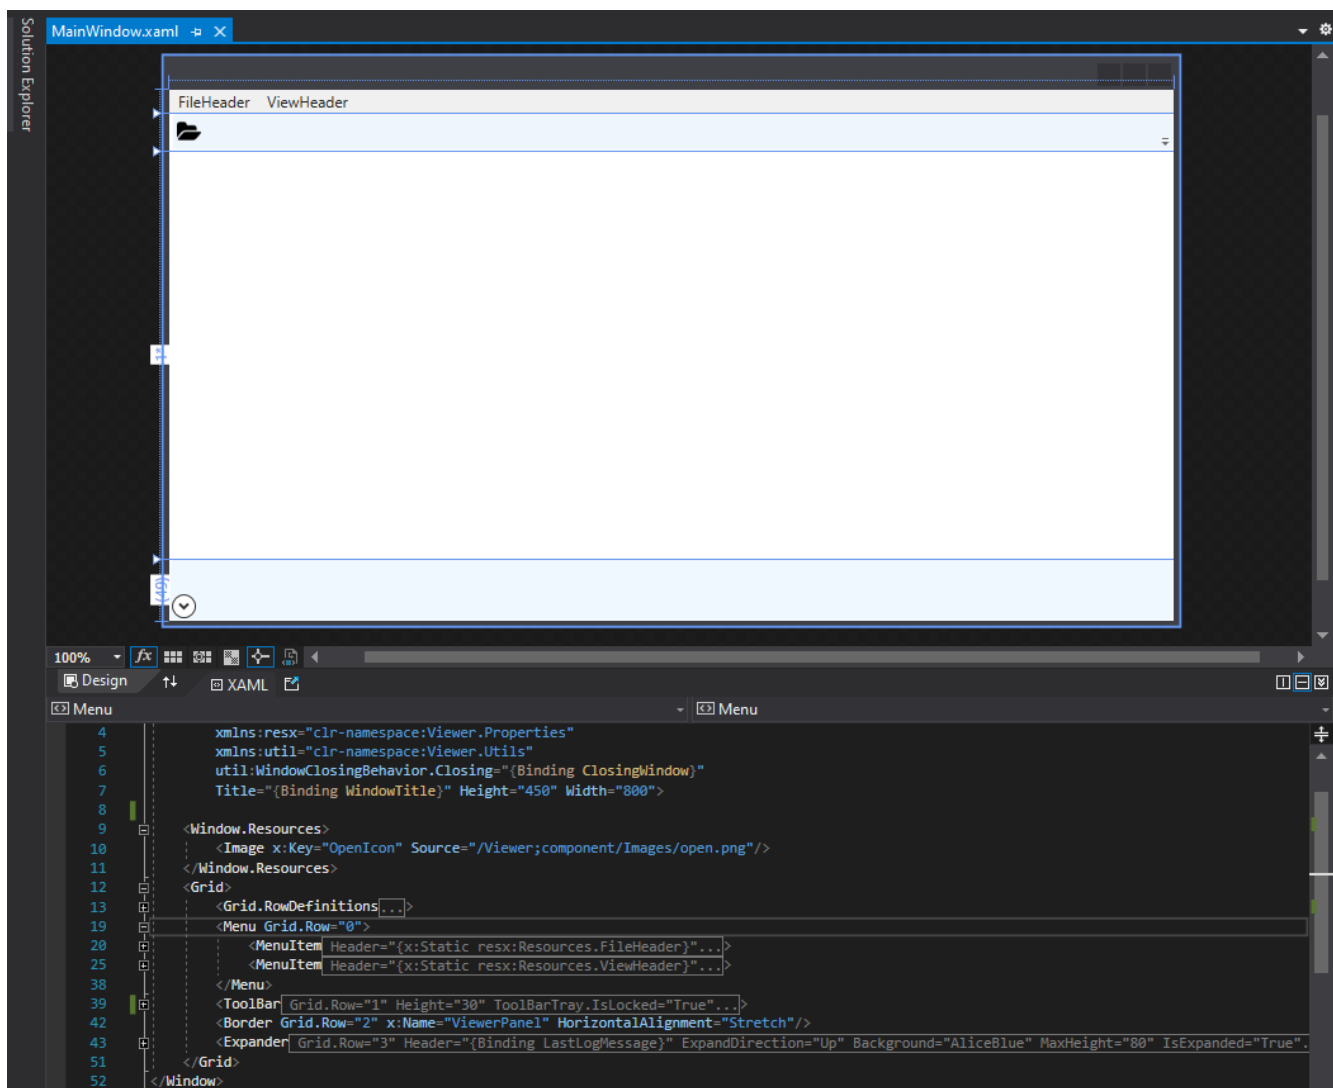 Solution Explorer
MainWindow.xaml
FileHeader ViewHeader
1*
(49)
100% fx
Design XAML
Menu Menu
4 xmlns:resx="clr-namespace:Viewer.Properties"
5 xmlns:util="clr-namespace:Viewer.Utils"
6 util:WindowClosingBehavior.Closing="{Binding ClosingWindow}"
7 Title="{Binding WindowTitle}" Height="450" Width="800">
8
9 <Window.Resources>
10 <Image x:Key="OpenIcon" Source="/Viewer;component/Images/open.png"/>
11 </Window.Resources>
12 <Grid>
13 <Grid.RowDefinitions...>
19 <Menu Grid.Row="0">
20 <MenuItem Header="{x:Static resx:Resources.FileHeader}"...>
25 <MenuItem Header="{x:Static resx:Resources.ViewHeader}"...>
38 </Menu>
39 <ToolBar Grid.Row="1" Height="30" ToolBarTray.IsLocked="True"...>
42 <Border Grid.Row="2" x:Name="ViewerPanel" HorizontalAlignment="Stretch"/>
43 <Expander Grid.Row="3" Header="{Binding LastLogMessage}" ExpandDirection="Up" Background="AliceBlue" MaxHeight="80" IsExpanded="True".
51 </Grid>
52 </Window>